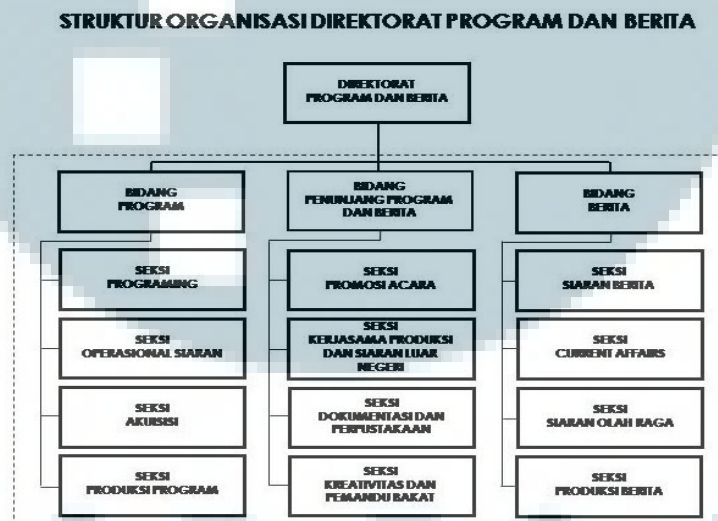 STRUKTUR ORGANISASI DIREKTORAT PROGRAM DAN BERITA
DIREKTORAT
PROGRAM DAN BERITA
BIDANG
PROGRAM
BIDANG
PENUNJANG PROGRAM
DAN BERITA
BIDANG
BERITA
SEKSI
PROGRAMING
SEKSI
PROMOSI ACARA
SEKSI
SIARAN BERITA
SEKSI
OPERASIONAL SIARAN
SEKSI
KERJASAMA PRODUKSI
DAN SIARAN LUAR
NEGERI
SEKSI
CURRENT AFFAIRS
SEKSI
AKUISISI
SEKSI
DOKUMENTASI DAN
PERPUSTAKAAN
SEKSI
SIARAN OLAH RAGA
SEKSI
PRODUKSI PROGRAM
SEKSI
KREATIVITAS DAN
PEMANDU BAKAT
SEKSI
PRODUKSI BERITA